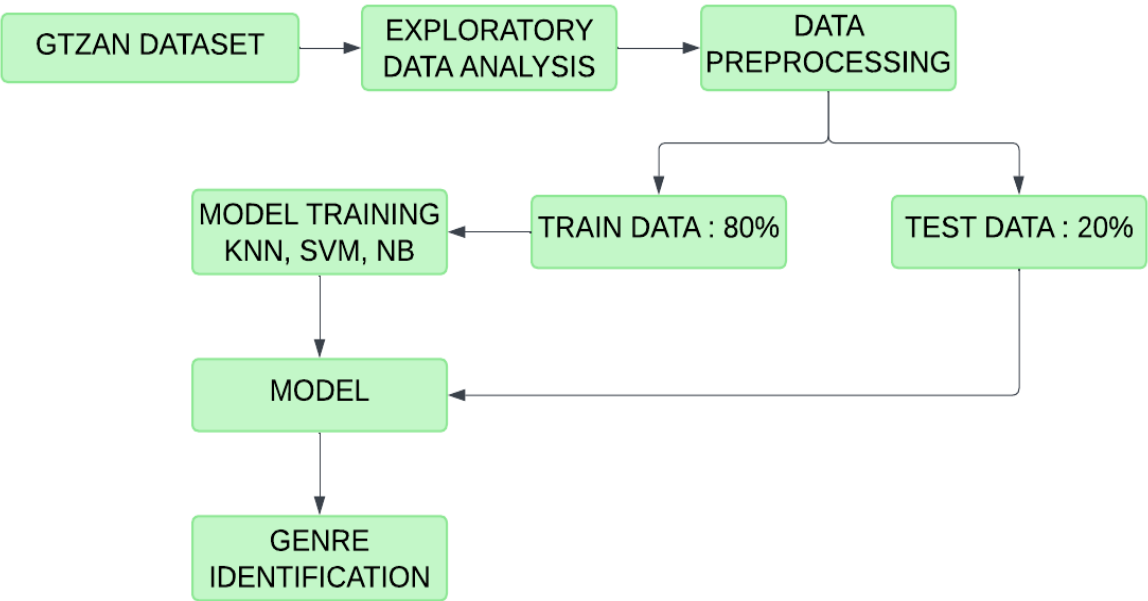 GTZAN DATASET
EXPLORATORY
DATA ANALYSIS
DATA
PREPROCESSING
TRAIN DATA : 80%
TEST DATA : 20%
MODEL TRAINING
KNN, SVM, NB
MODEL
GENRE
IDENTIFICATION